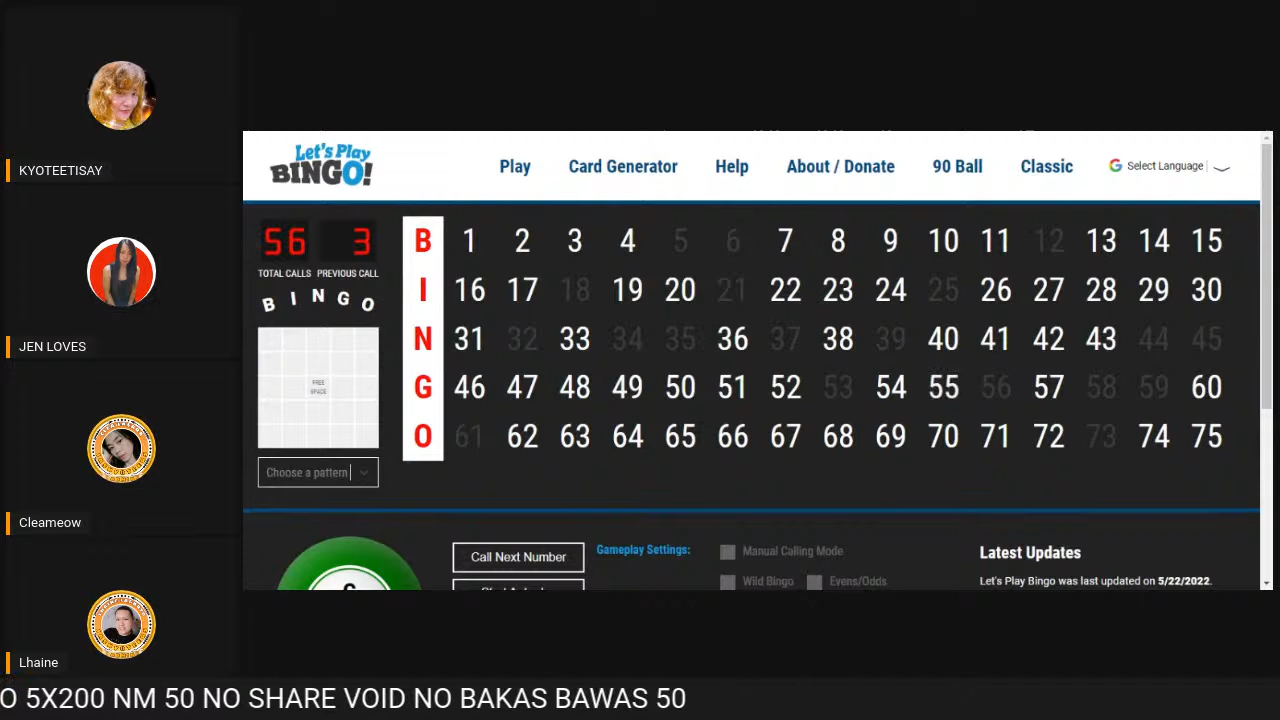 KYOTEETISAY
JEN LOVES
Cleameow
Lhaine
Let's Play
BINGO!
Play Card Generator Help About / Donate 90 Ball Classic Select Language
56 3
TOTAL CALLS PREVIOUS CALL
B I N G O
FREE
SPACE
Choose a pattern
B 1 2 3 4 5 6 7 8 9 10 11 12 13 14 15
I 16 17 18 19 20 21 22 23 24 25 26 27 28 29 30
N 31 32 33 34 35 36 37 38 39 40 41 42 43 44 45
G 46 47 48 49 50 51 52 53 54 55 56 57 58 59 60
O 61 62 63 64 65 66 67 68 69 70 71 72 73 74 75
Call Next Number
Gameplay Settings:
Manual Calling Mode
Wild Bingo Evens/Odds
Latest Updates
Let's Play Bingo was last updated on 5/22/2022.
O 5X200 NM 50 NO SHARE VOID NO BAKAS BAWAS 50